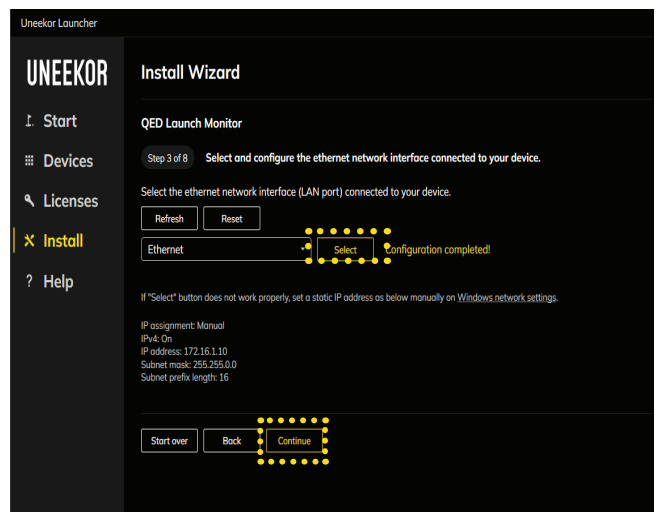 Uneekor Launcher
UNEEKOR
Start
Devices
Licenses
Install
Help
Install Wizard
QED Launch Monitor
Step 3 of 8 Select and configure the ethernet network interface connected to your device.
Select the ethernet network interface (LAN port) connected to your device.
Refresh Reset
Ethernet Select Configuration completed!
If "Select" button does not work properly, set a static IP address as below manually on Windows network settings.
IP assignment: Manual
IPv4: On
IP address: 172.16.1.10
Subnet mask: 255.255.0.0
Subnet prefix length: 16
Start over Back Continue